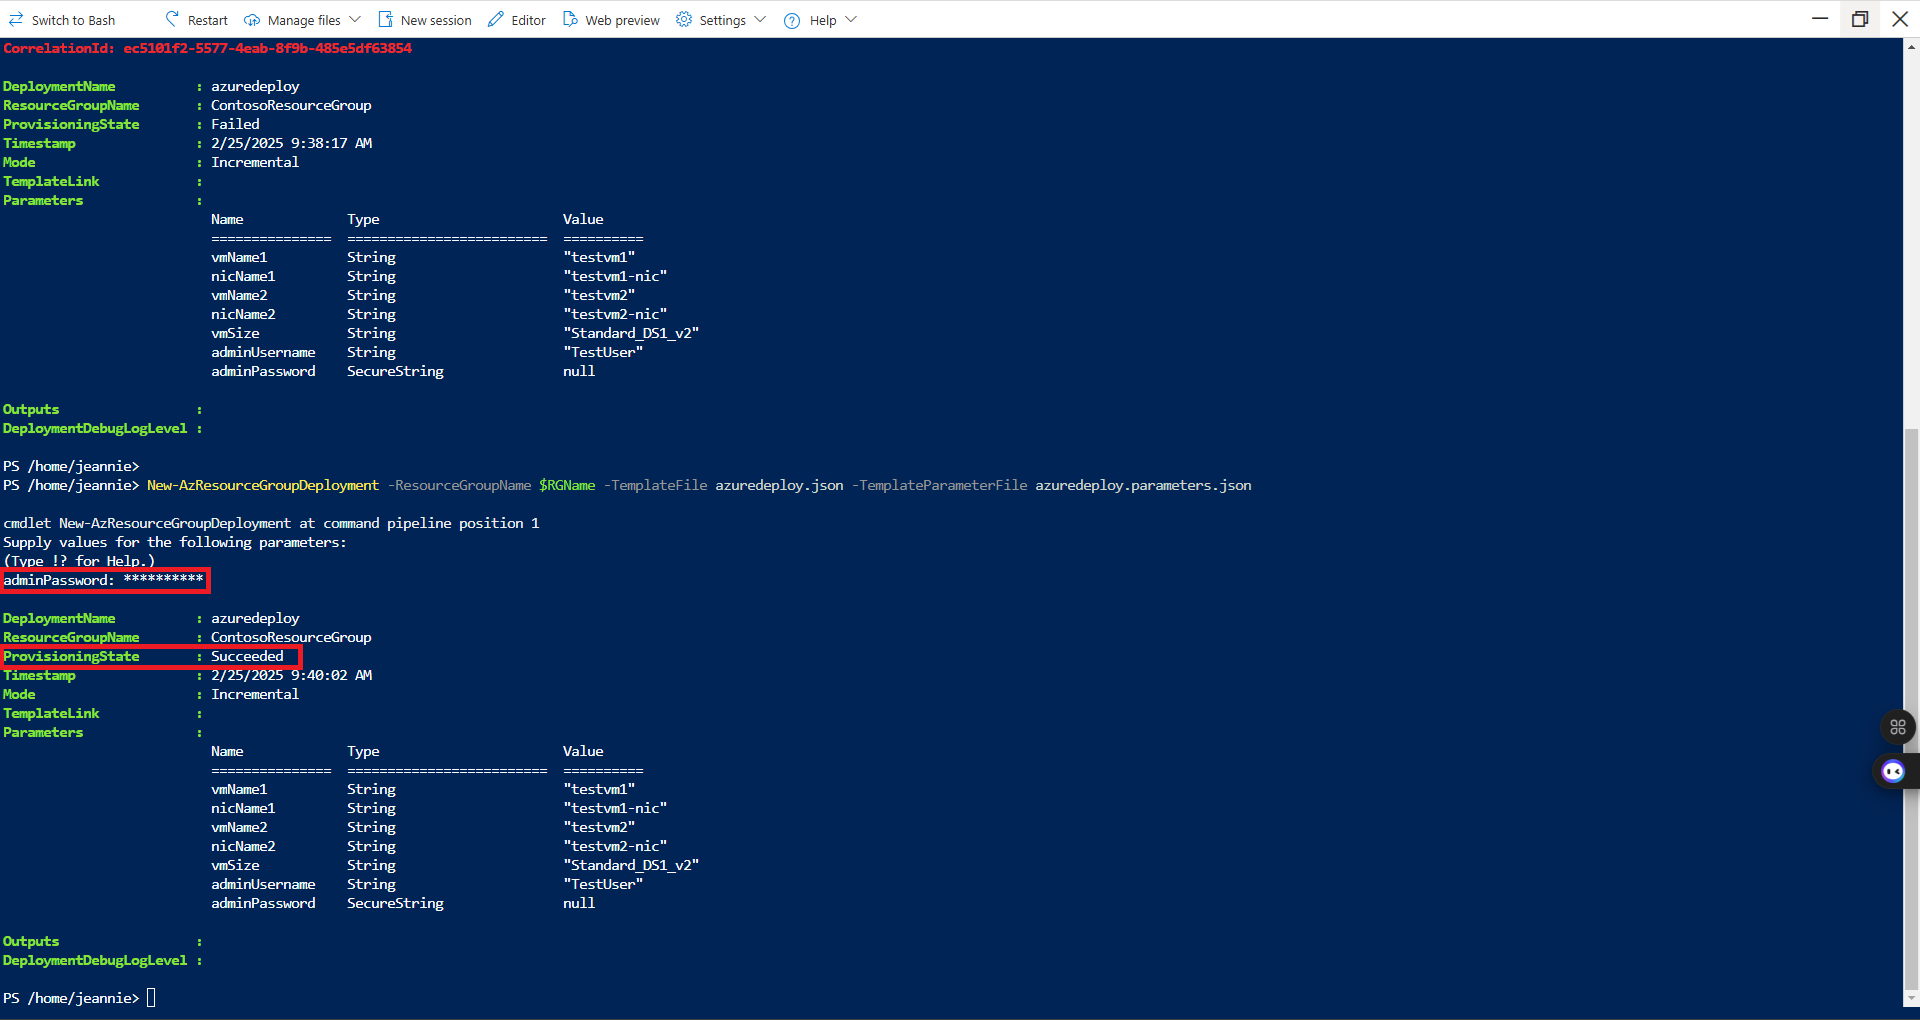 Switch to Bash Restart Manage files New session Editor Web preview Settings Help
CorrelationId: ec5101f2-5577-4eab-8f9b-485e5df63854
DeploymentName : azuredeploy
ResourceGroupName : ContosoResourceGroup
ProvisioningState : Failed
Timestamp : 2/25/2025 9:38:17 AM
Mode : Incremental
TemplateLink :
Parameters :
Name Type Value
=============== ========================= ==========
vmName1 String "testvm1"
nicName1 String "testvm1-nic"
vmName2 String "testvm2"
nicName2 String "testvm2-nic"
vmSize String "Standard_DS1_v2"
adminUsername String "TestUser"
adminPassword SecureString null
Outputs :
DeploymentDebugLogLevel :
PS /home/jeannie>
PS /home/jeannie> New-AzResourceGroupDeployment -ResourceGroupName $RGName -TemplateFile azuredeploy.json -TemplateParameterFile azuredeploy.parameters.json
cmdlet New-AzResourceGroupDeployment at command pipeline position 1
Supply values for the following parameters:
(Type !? for Help.)
adminPassword: **********
DeploymentName : azuredeploy
ResourceGroupName : ContosoResourceGroup
ProvisioningState : Succeeded
Timestamp : 2/25/2025 9:40:02 AM
Mode : Incremental
TemplateLink :
Parameters :
Name Type Value
=============== ========================= ==========
vmName1 String "testvm1"
nicName1 String "testvm1-nic"
vmName2 String "testvm2"
nicName2 String "testvm2-nic"
vmSize String "Standard_DS1_v2"
adminUsername String "TestUser"
adminPassword SecureString null
Outputs :
DeploymentDebugLogLevel :
PS /home/jeannie>